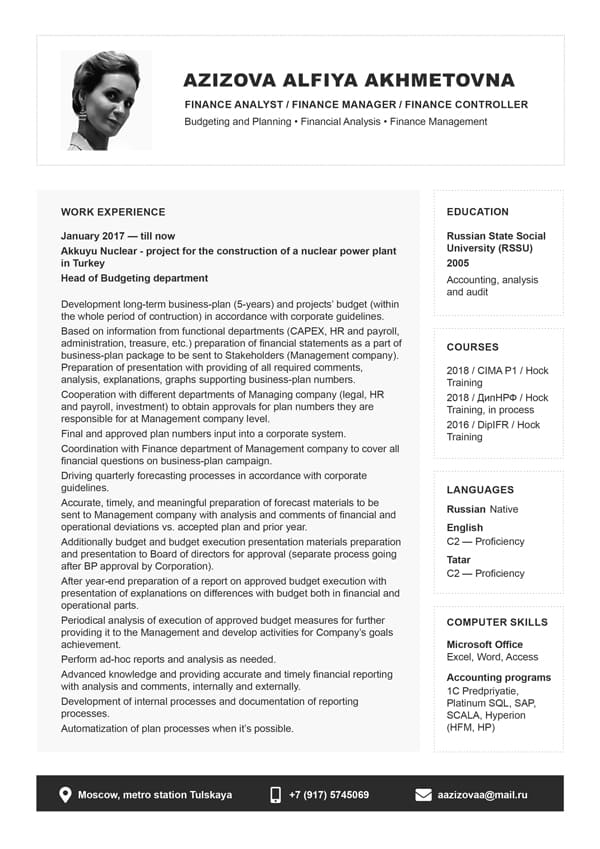 AZIZOVA ALFIYA AKHMETOVNA
FINANCE ANALYST / FINANCE MANAGER / FINANCE CONTROLLER
Budgeting and Planning • Financial Analysis • Finance Management
WORK EXPERIENCE
January 2017 — till now
Akkuyu Nuclear - project for the construction of a nuclear power plant
in Turkey
Head of Budgeting department
Development long-term business-plan (5-years) and projects' budget (within
the whole period of contruction) in accordance with corporate guidelines.
Based on information from functional departments (CAPEX, HR and payroll,
administration, treasure, etc.) preparation of financial statements as a part of
business-plan package to be sent to Stakeholders (Management company).
Preparation of presentation with providing of all required comments,
analysis, explanations, graphs supporting business-plan numbers.
Cooperation with different departments of Managing company (legal, HR
and payroll, investment) to obtain approvals for plan numbers they are
responsible for at Management company level.
Final and approved plan numbers input into a corporate system.
Coordination with Finance department of Management company to cover all
financial questions on business-plan campaign.
Driving quarterly forecasting processes in accordance with corporate
guidelines.
Accurate, timely, and meaningful preparation of forecast materials to be
sent to Management company with analysis and comments of financial and
operational deviations vs. accepted plan and prior year.
Additionally budget and budget execution presentation materials preparation
and presentation to Board of directors for approval (separate process going
after BP approval by Corporation).
After year-end preparation of a report on approved budget execution with
presentation of explanations on differences with budget both in financial and
operational parts.
Periodical analysis of execution of approved budget measures for further
providing it to the Management and develop activities for Company's goals
achievement.
Perform ad-hoc reports and analysis as needed.
Advanced knowledge and providing accurate and timely financial reporting
with analysis and comments, internally and externally.
Development of internal processes and documentation of reporting
processes.
Automatization of plan processes when it's possible.
EDUCATION
Russian State Social
University (RSSU)
2005
Accounting, analysis
and audit
COURSES
2018 / CIMA P1 / Hock
Training
2018 / ДипНРФ / Hock
Training, in process
2016 / DipIFR / Hock
Training
LANGUAGES
Russian Native
English
C2 — Proficiency
Tatar
C2 — Proficiency
COMPUTER SKILLS
Microsoft Office
Excel, Word, Access
Accounting programs
1C Predpriyatie,
Platinum SQL, SAP,
SCALA, Hyperion
(HFM, HP)
Moscow, metro station Tulskaya
+7 (917) 5745069
aazizovaa@mail.ru